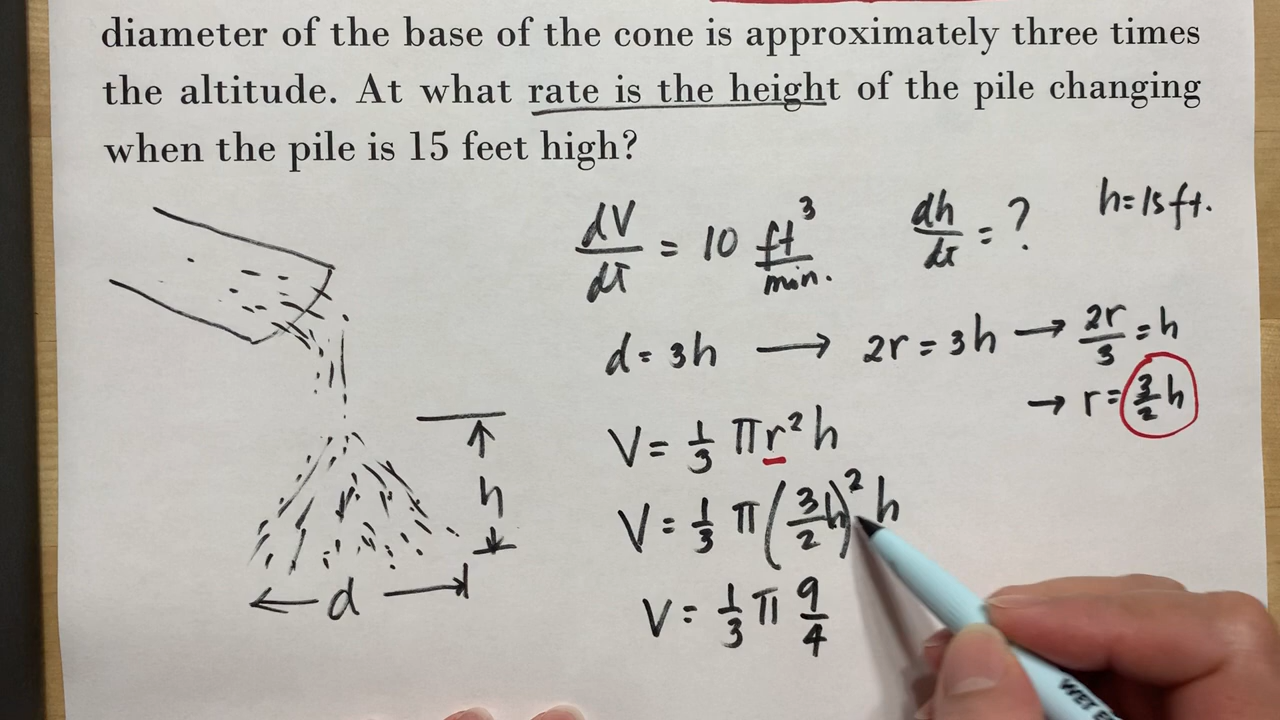 diameter of the base of the cone is approximately three times
the altitude. At what rate is the height of the pile changing
when the pile is 15 feet high?
dV/dt = 10 ft³/min. dh/dt = ? h=15ft.
d = 3h → 2r = 3h → 2r/3 = h
→ r = 3/2 h
V = 1/3 πr²h
V = 1/3 π(3/2 h)² h
V = 1/3 π 9/4
h
d